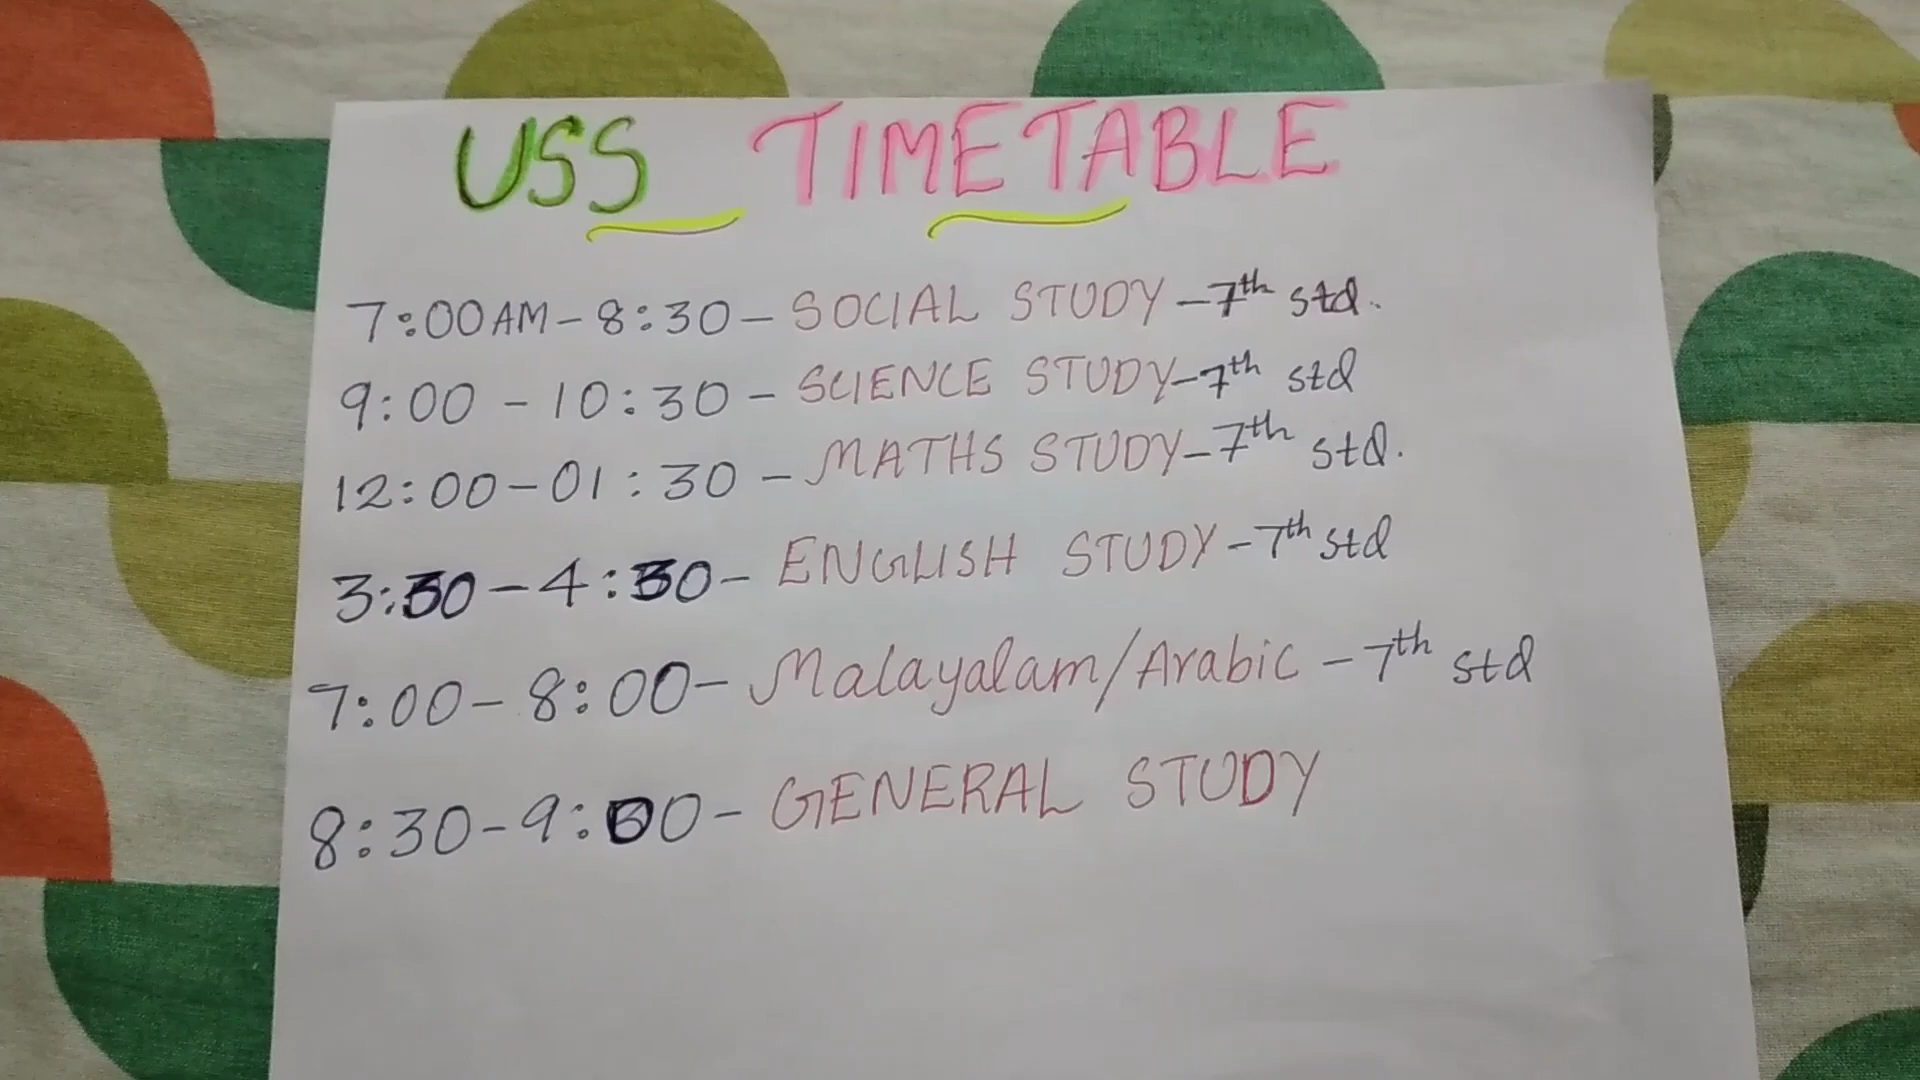 USS TIMETABLE
7:00AM-8:30-SOCIAL STUDY-7th std.
9:00-10:30-SCIENCE STUDY-7th std
12:00-01:30-MATHS STUDY-7th std.
3:30-4:30-ENGLISH STUDY-7th std
7:00-8:00-Malayalam/Arabic-7th std
8:30-9:00-GENERAL STUDY